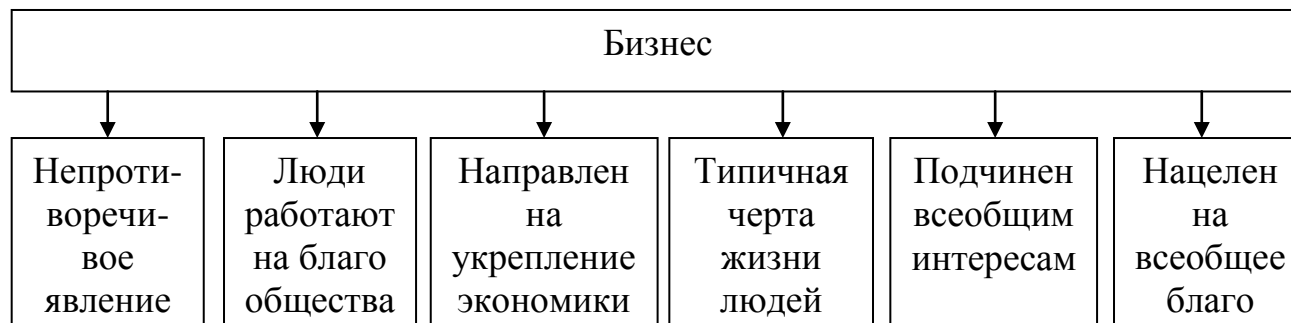 Бизнес
Непроти-
воречи-
вое
явление
Люди
работают
на благо
общества
Направлен
на
укрепление
экономики
Типичная
черта
жизни
людей
Подчинен
всеобщим
интересам
Нацелен
на
всеобщее
благо